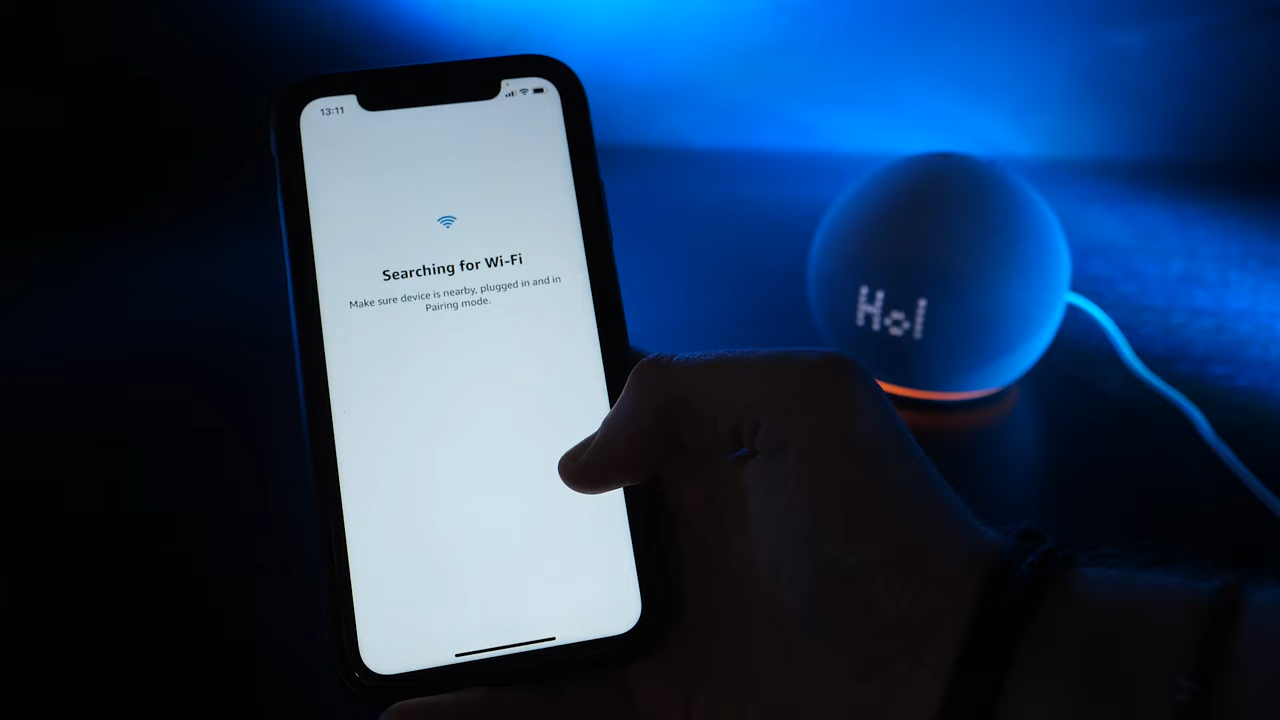 13:11
Searching for Wi-Fi
Make sure device is nearby, plugged in and in
Pairing mode.
Hol